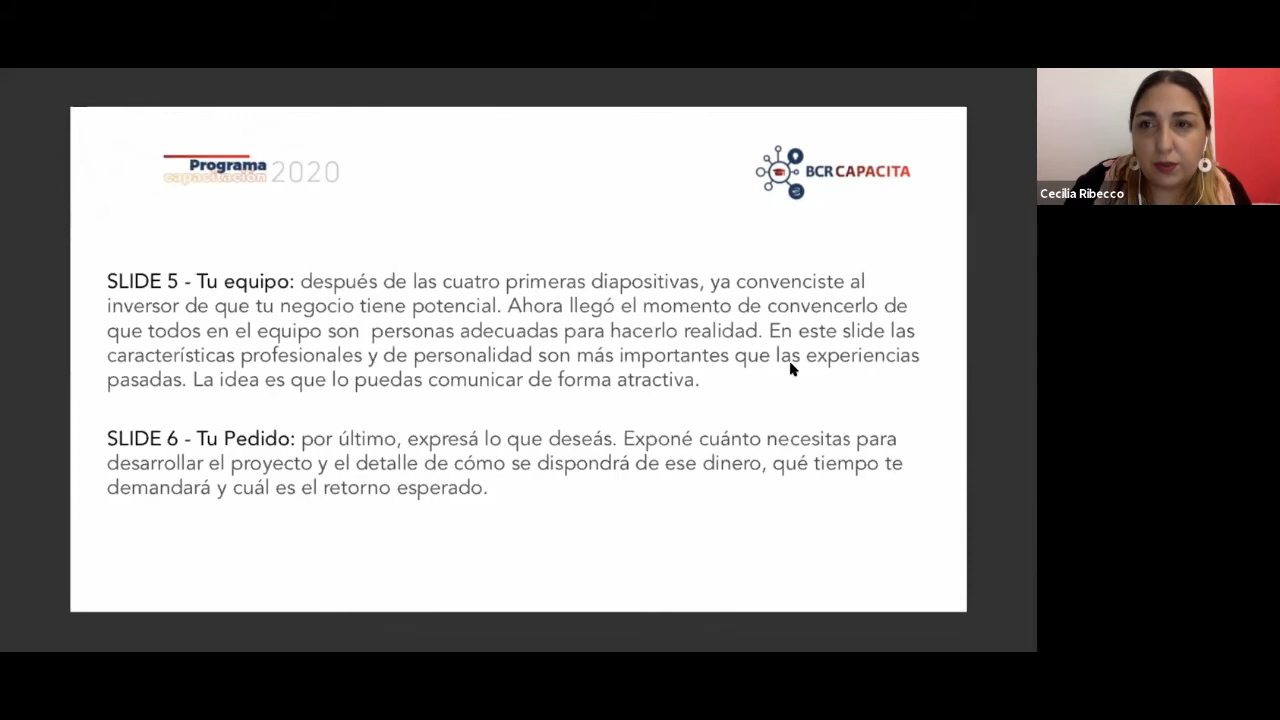 Programa
capacitación 2020
BCR CAPACITA
Cecilia Ribecco
SLIDE 5 - Tu equipo: después de las cuatro primeras diapositivas, ya convenciste al
inversor de que tu negocio tiene potencial. Ahora llegó el momento de convencerlo de
que todos en el equipo son personas adecuadas para hacerlo realidad. En este slide las
características profesionales y de personalidad son más importantes que las experiencias
pasadas. La idea es que lo puedas comunicar de forma atractiva.
SLIDE 6 - Tu Pedido: por último, expresá lo que deseás. Exponé cuánto necesitas para
desarrollar el proyecto y el detalle de cómo se dispondrá de ese dinero, qué tiempo te
demandará y cuál es el retorno esperado.